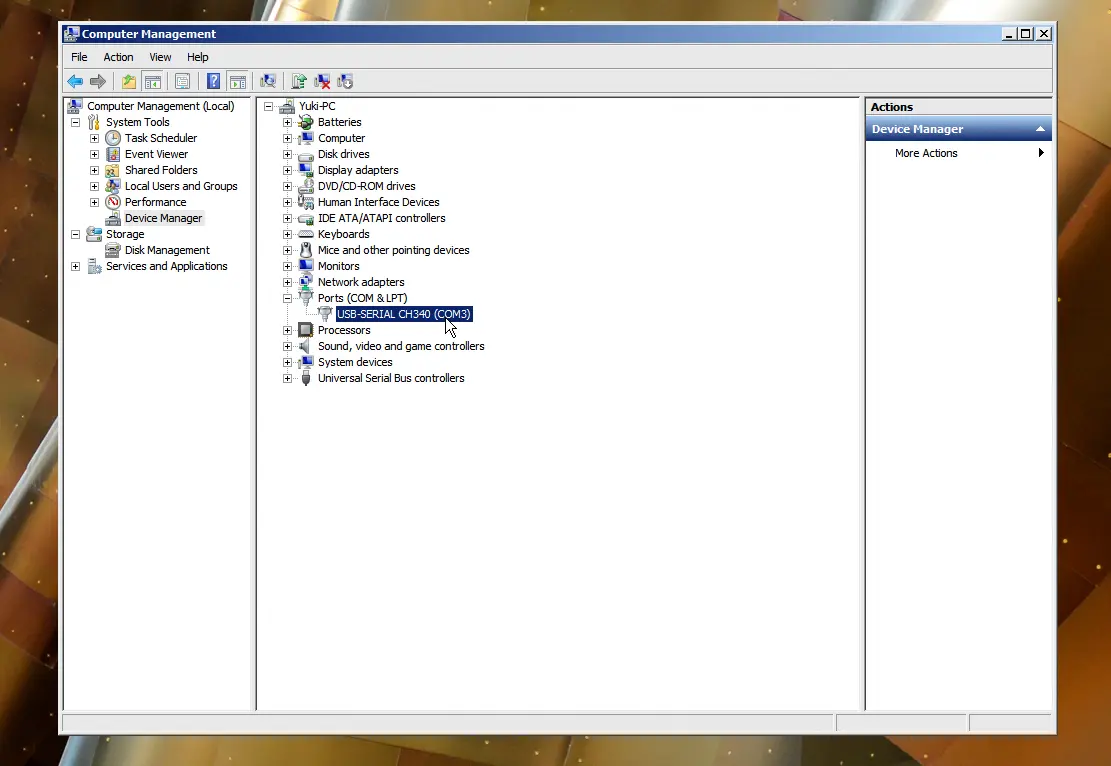 Computer Management
File Action View Help
Computer Management (Local)
System Tools
Task Scheduler
Event Viewer
Shared Folders
Local Users and Groups
Performance
Device Manager
Storage
Disk Management
Services and Applications
Yuki-PC
Batteries
Computer
Disk drives
Display adapters
DVD/CD-ROM drives
Human Interface Devices
IDE ATA/ATAPI controllers
Keyboards
Mice and other pointing devices
Monitors
Network adapters
Ports (COM & LPT)
USB-SERIAL CH340 (COM3)
Processors
Sound, video and game controllers
System devices
Universal Serial Bus controllers
Actions
Device Manager
More Actions